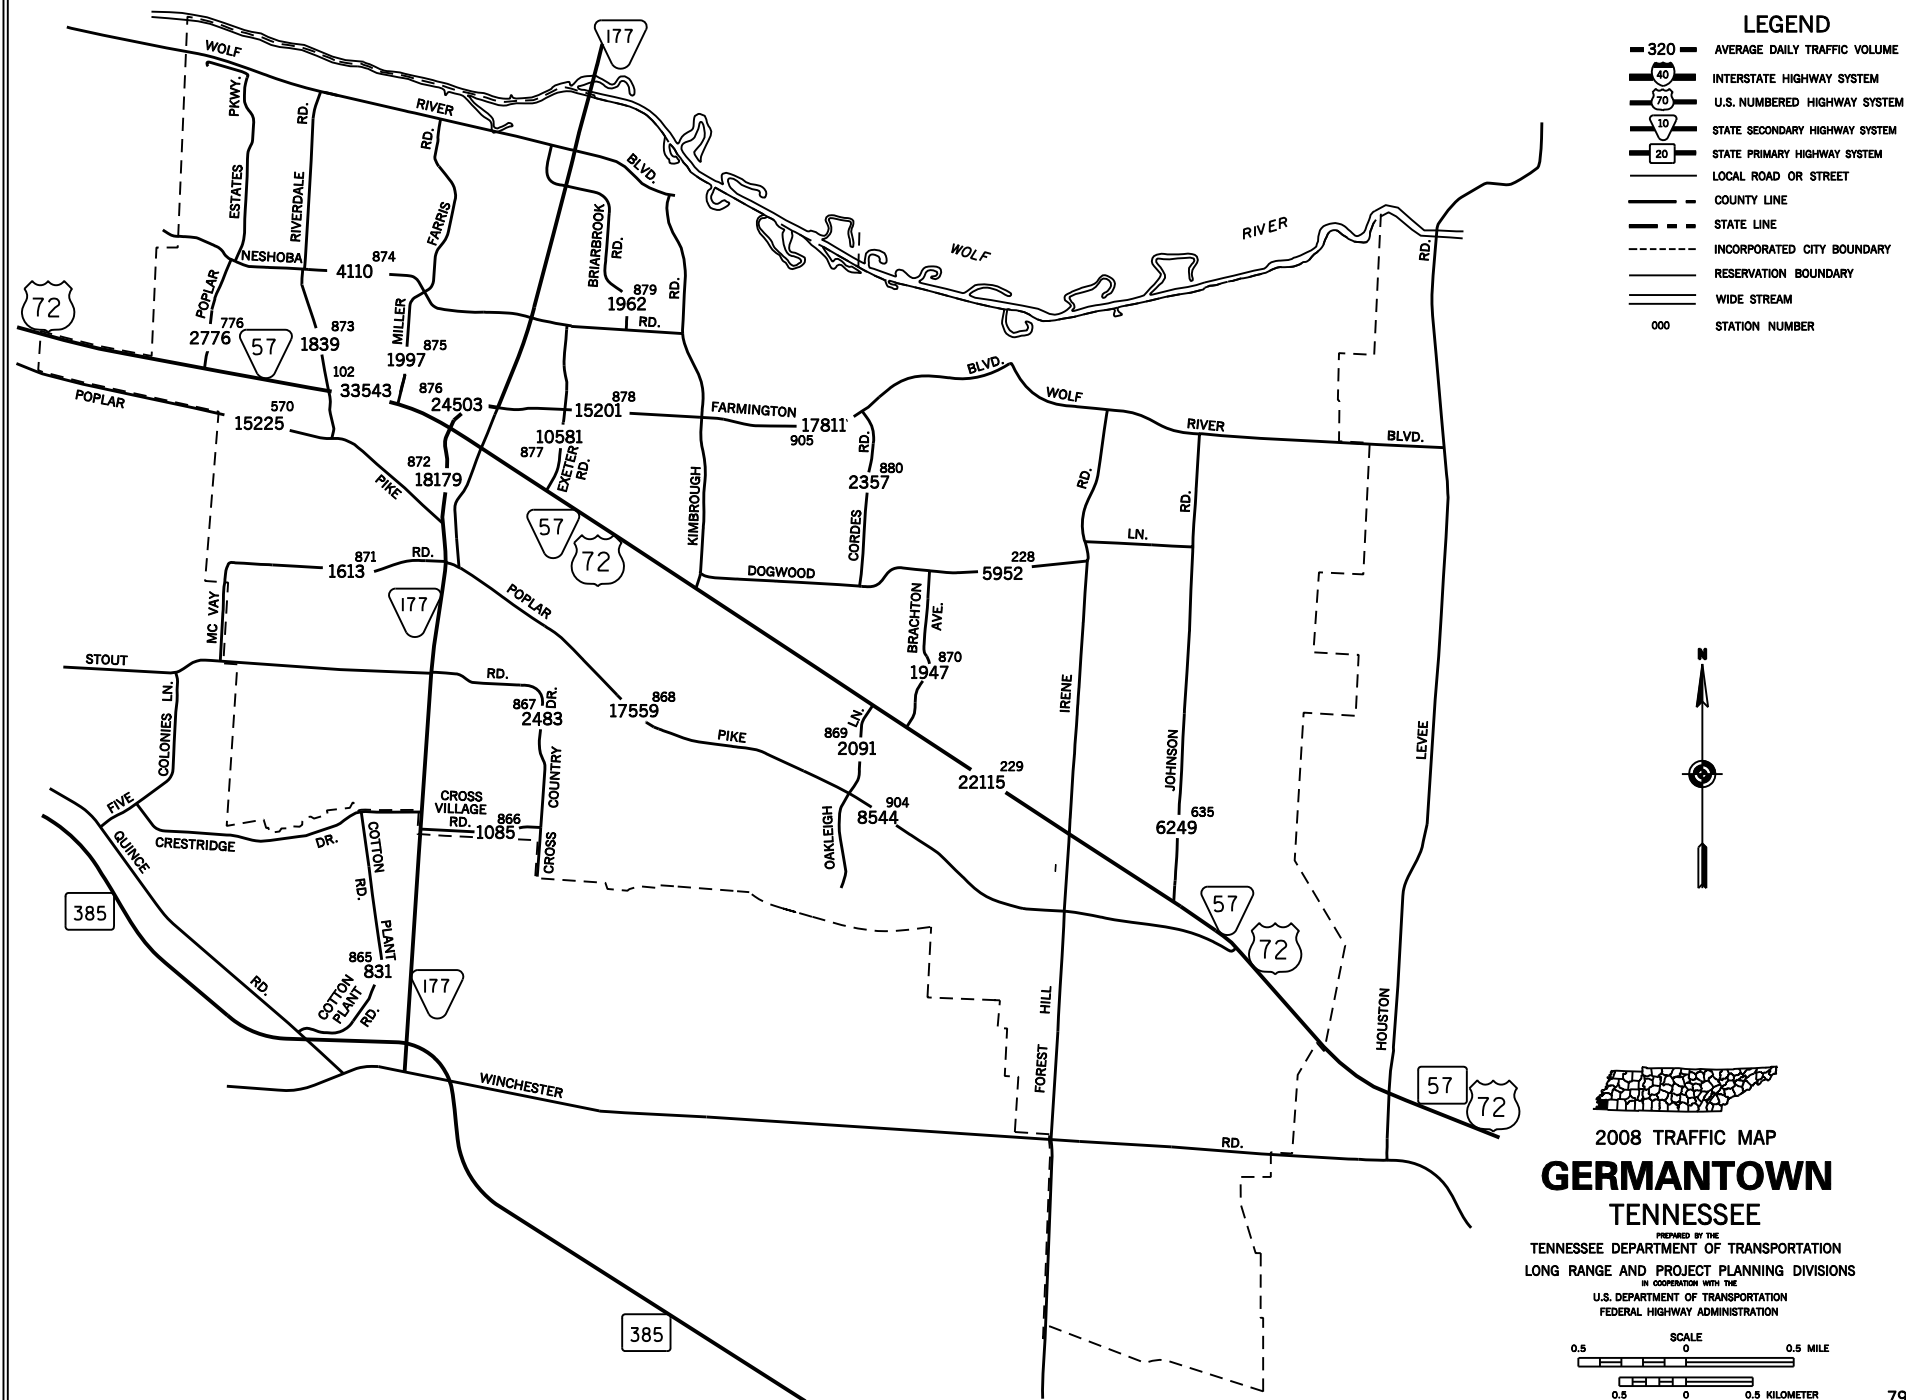 LEGEND
320 AVERAGE DAILY TRAFFIC VOLUME
40 INTERSTATE HIGHWAY SYSTEM
70 U.S. NUMBERED HIGHWAY SYSTEM
10 STATE SECONDARY HIGHWAY SYSTEM
20 STATE PRIMARY HIGHWAY SYSTEM
LOCAL ROAD OR STREET
COUNTY LINE
STATE LINE
INCORPORATED CITY BOUNDARY
RESERVATION BOUNDARY
WIDE STREAM
000 STATION NUMBER
177
WOLF
RIVER
BLVD.
ESTATES
PKWY.
RIVERDALE
RD.
FARRIS
RD.
BRIARBROOK
RD.
RD.
WOLF
RIVER
RD.
NESHOBA
874
4110
879
1962
RD.
72
POPLAR
776
2776
57
873
1839
MILLER
875
1997
102
33543
876
24503
878
15201
FARMINGTON
17811
905
BLVD.
WOLF
RIVER
BLVD.
POPLAR
570
15225
10581
877
EXETER
RD.
RD.
880
2357
CORDES
872
18179
PIKE
KIMBROUGH
RD.
RD.
LN.
57
72
871
1613
RD.
DOGWOOD
228
5952
177
POPLAR
MC VAY
BRACHTON
AVE.
870
1947
STOUT
RD.
COLONIES
LN.
867
2483
DR.
COUNTRY
CROSS
868
17559
PIKE
LN.
869
2091
OAKLEIGH
IRENE
JOHNSON
LEVEE
229
22115
904
8544
635
6249
FIVE
QUINCE
CRESTRIDGE
DR.
COTTON
RD.
PLANT
CROSS
VILLAGE
RD.
866
1085
385
57
72
865
831
COTTON
PLANT
RD.
RD.
177
HILL
FOREST
HOUSTON
WINCHESTER
RD.
57
72
385
N
2008 TRAFFIC MAP
GERMANTOWN
TENNESSEE
PREPARED BY THE
TENNESSEE DEPARTMENT OF TRANSPORTATION
LONG RANGE AND PROJECT PLANNING DIVISIONS
IN COOPERATION WITH THE
U.S. DEPARTMENT OF TRANSPORTATION
FEDERAL HIGHWAY ADMINISTRATION
SCALE
0.5 0 0.5 MILE
0.5 0 0.5 KILOMETER
79